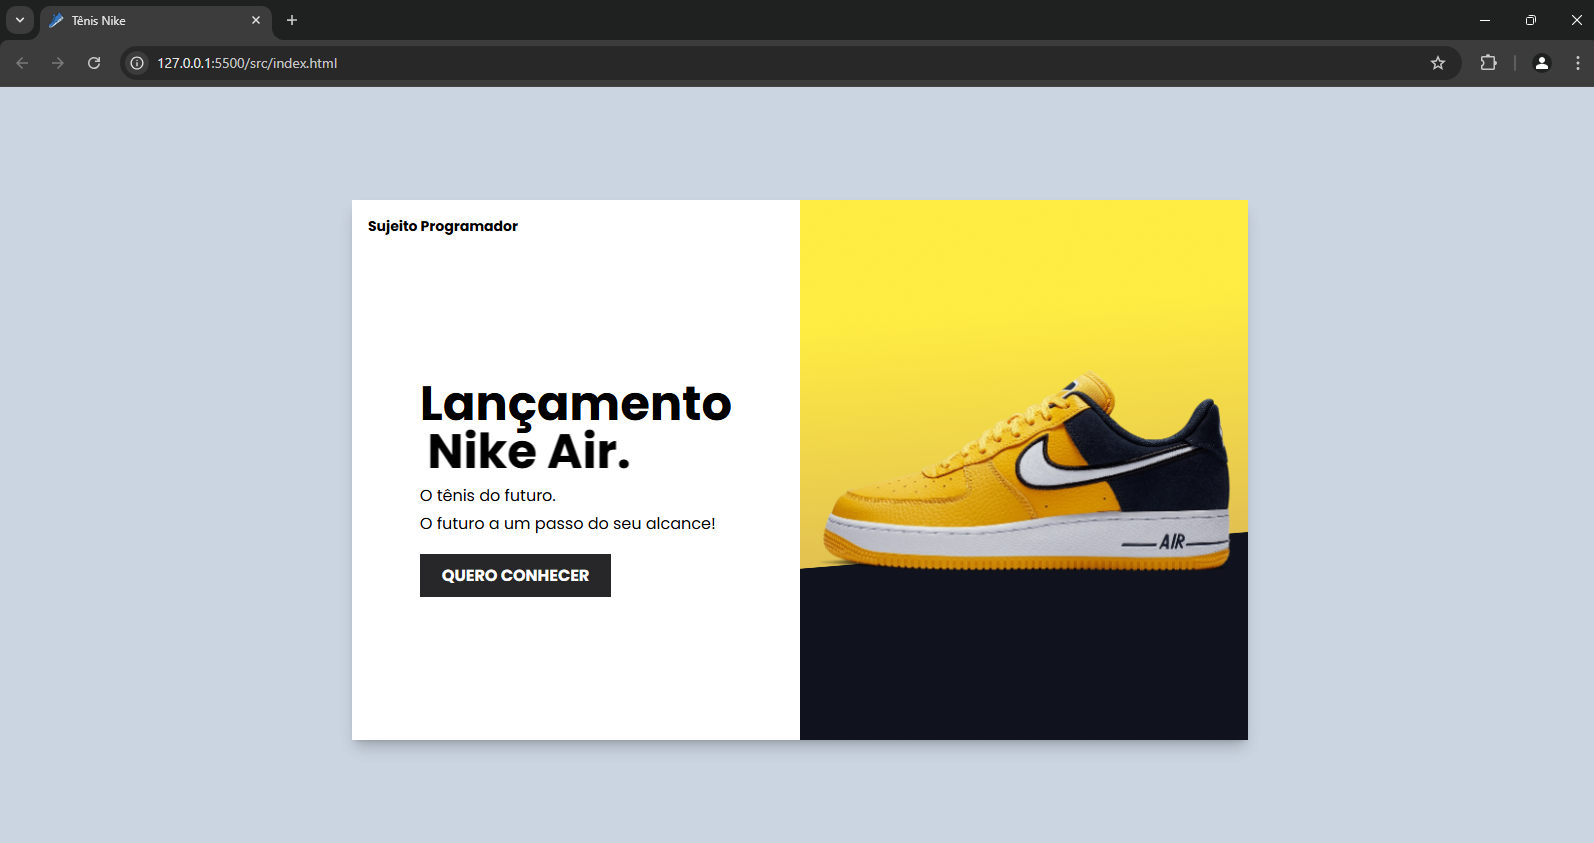 Tênis Nike
127.0.0.1:5500/src/index.html
Sujeito Programador
Lançamento
Nike Air.
O tênis do futuro.
O futuro a um passo do seu alcance!
QUERO CONHECER
AIR